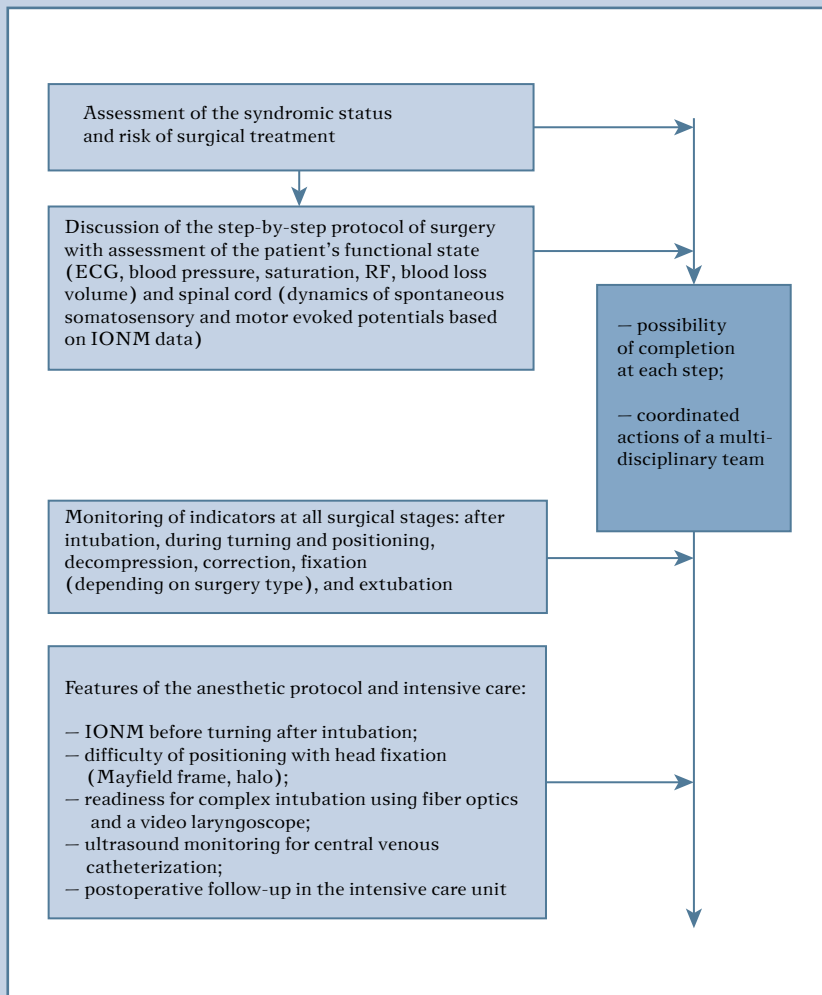 Assessment of the syndromic status
and risk of surgical treatment
Discussion of the step-by-step protocol of surgery
with assessment of the patient's functional state
(ECG, blood pressure, saturation, RF, blood loss
volume) and spinal cord (dynamics of spontaneous
somatosensory and motor evoked potentials based
on IONM data)
— possibility
of completion
at each step;
— coordinated
actions of a multi-
disciplinary team
Monitoring of indicators at all surgical stages: after
intubation, during turning and positioning,
decompression, correction, fixation
(depending on surgery type), and extubation
Features of the anesthetic protocol and intensive care:
— IONM before turning after intubation;
— difficulty of positioning with head fixation
(Mayfield frame, halo);
— readiness for complex intubation using fiber optics
and a video laryngoscope;
— ultrasound monitoring for central venous
catheterization;
— postoperative follow-up in the intensive care unit